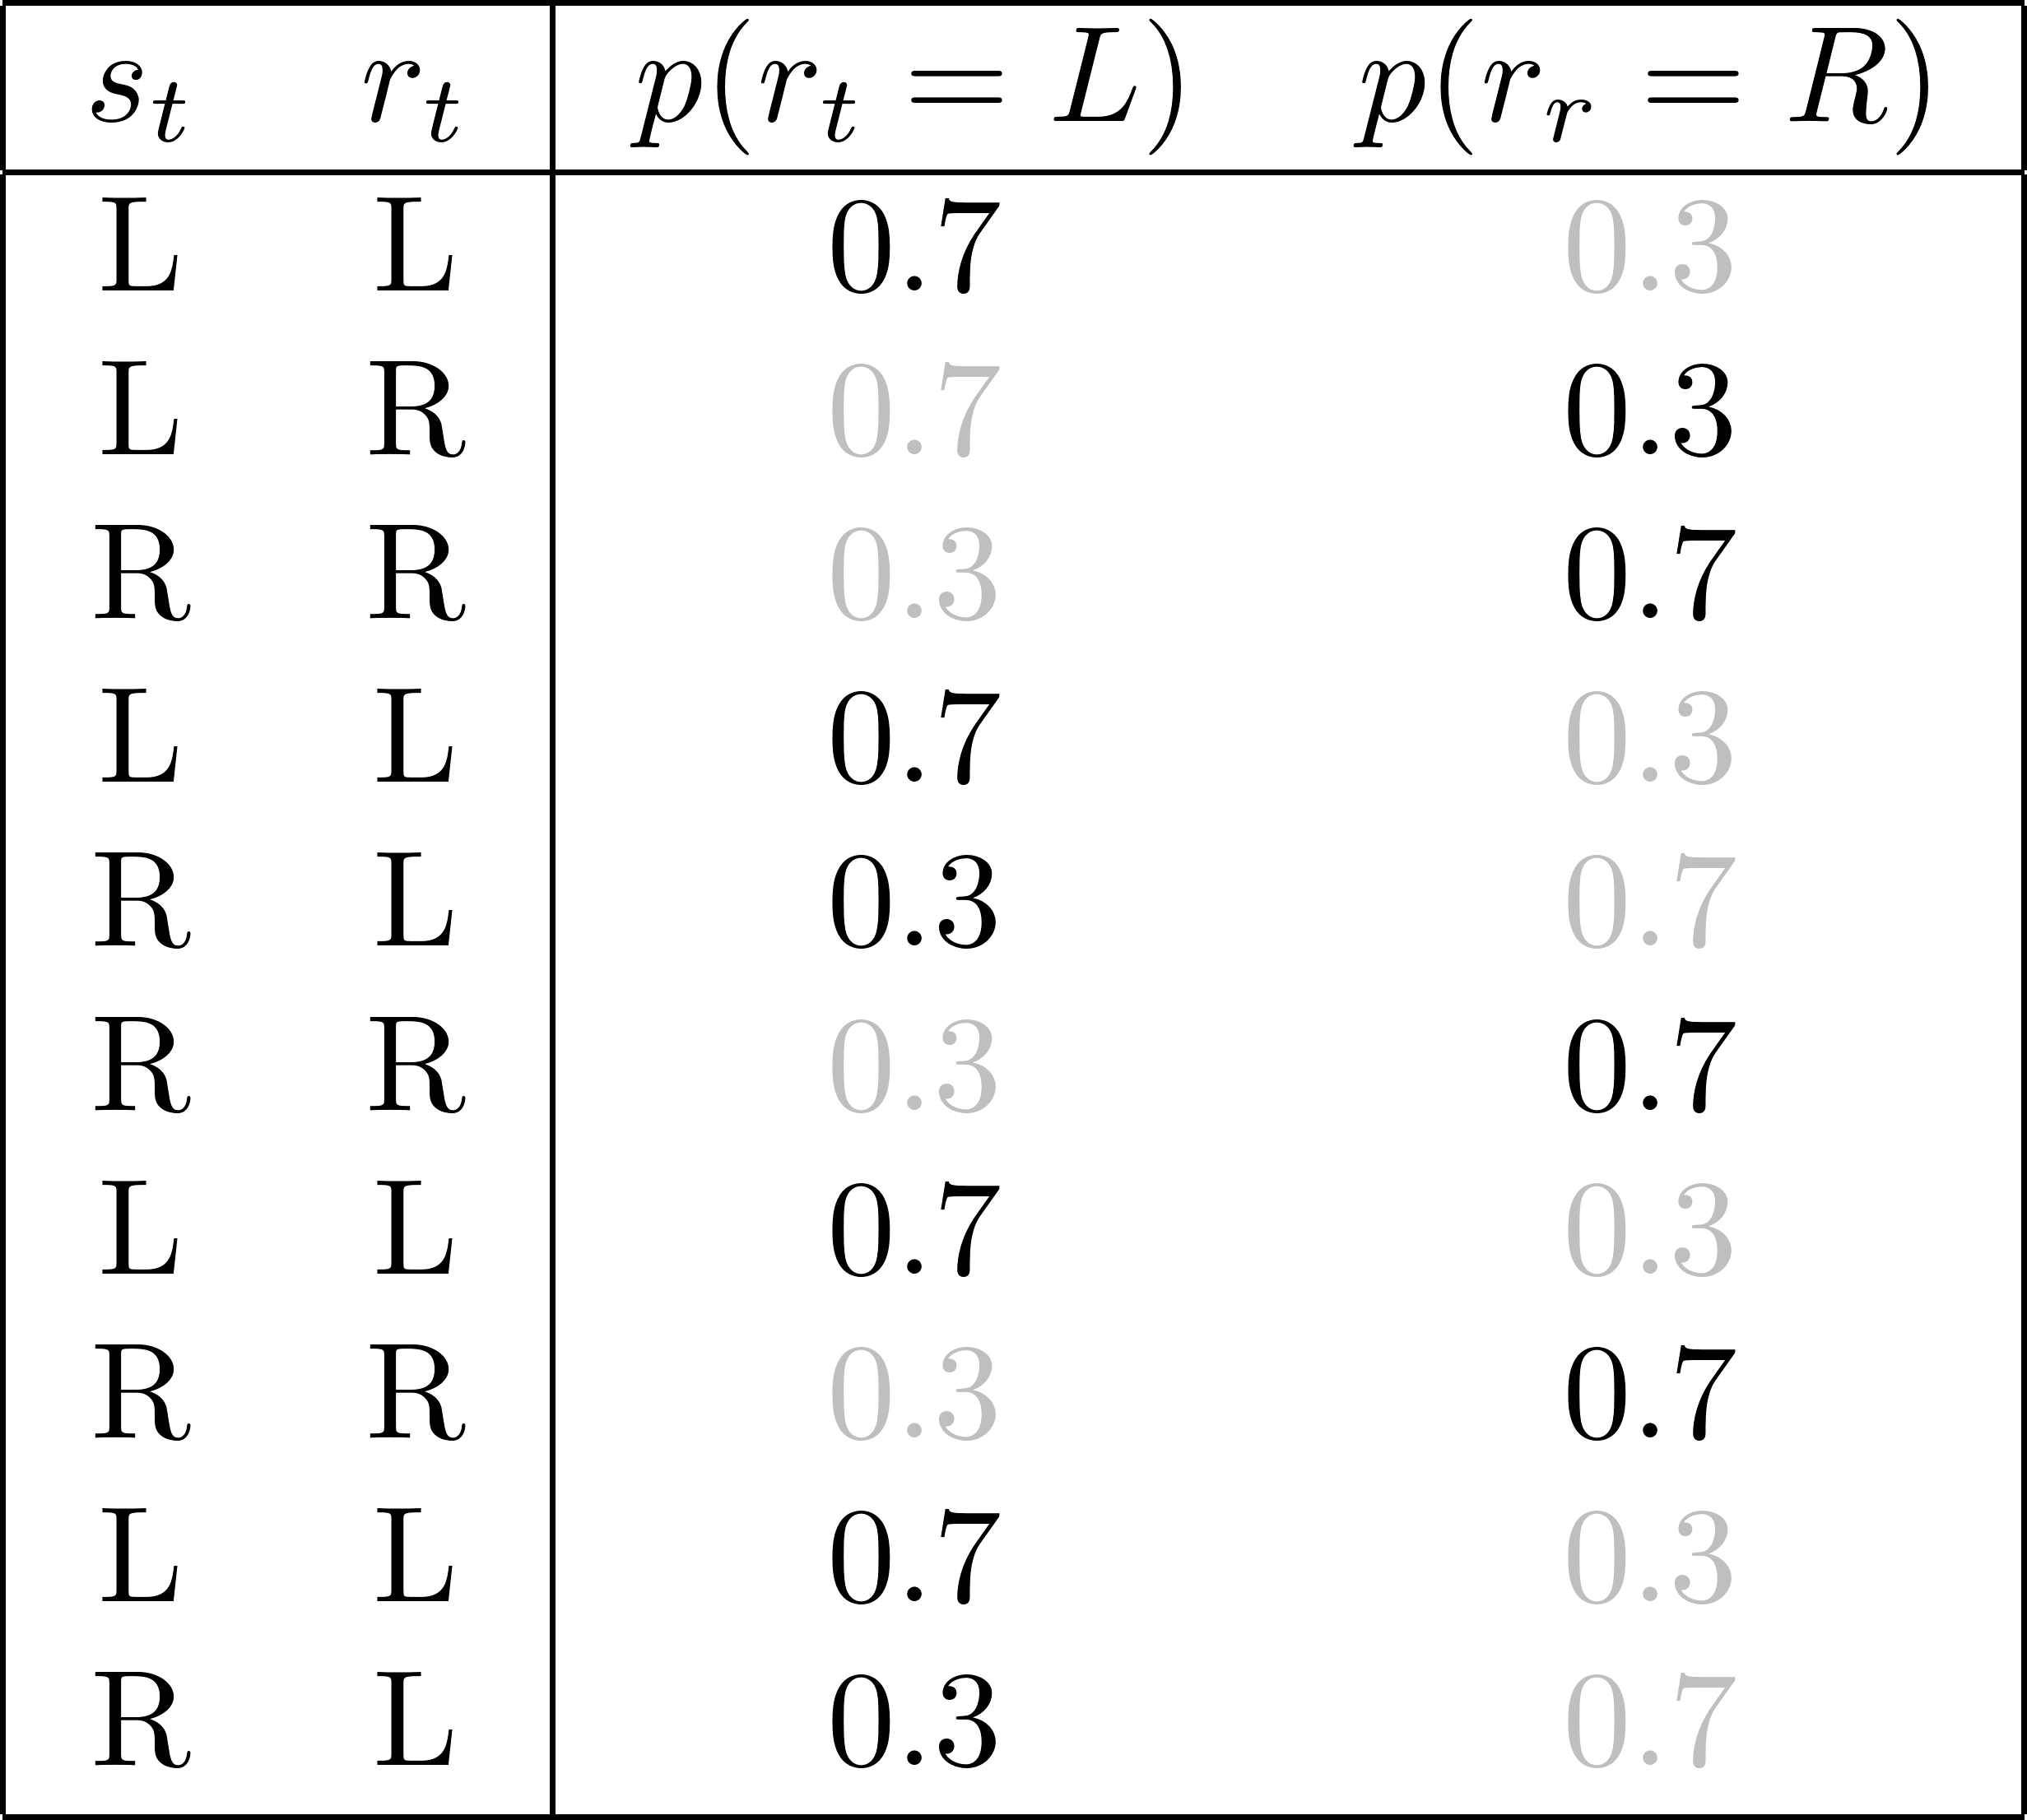 s_t r_t p(r_t = L) p(r_r = R)
L L 0.7 0.3
L R 0.7 0.3
R R 0.3 0.7
L L 0.7 0.3
R L 0.3 0.7
R R 0.3 0.7
L L 0.7 0.3
R R 0.3 0.7
L L 0.7 0.3
R L 0.3 0.7